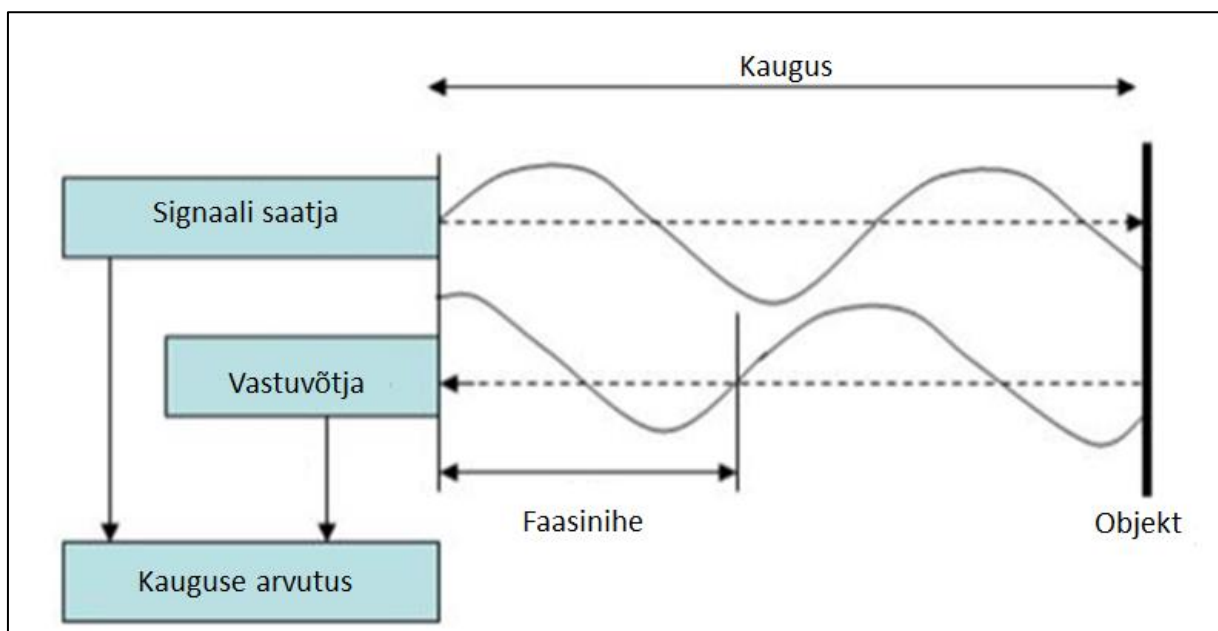 Kaugus
Signaali saatja
Vastuvõtja
Faasinihe
Objekt
Kauguse arvutus